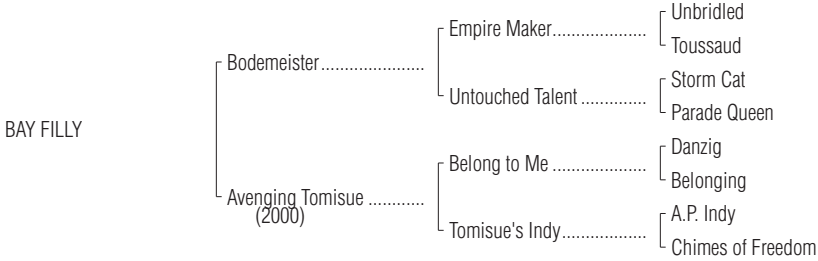 Unbridled
Empire Maker....................
Toussaud
Bodemeister......................
Storm Cat
Untouched Talent ..............
Parade Queen
BAY FILLY
Danzig
Belong to Me ....................
Belonging
Avenging Tomisue ............
(2000)
A.P. Indy
Tomisue's Indy..................
Chimes of Freedom